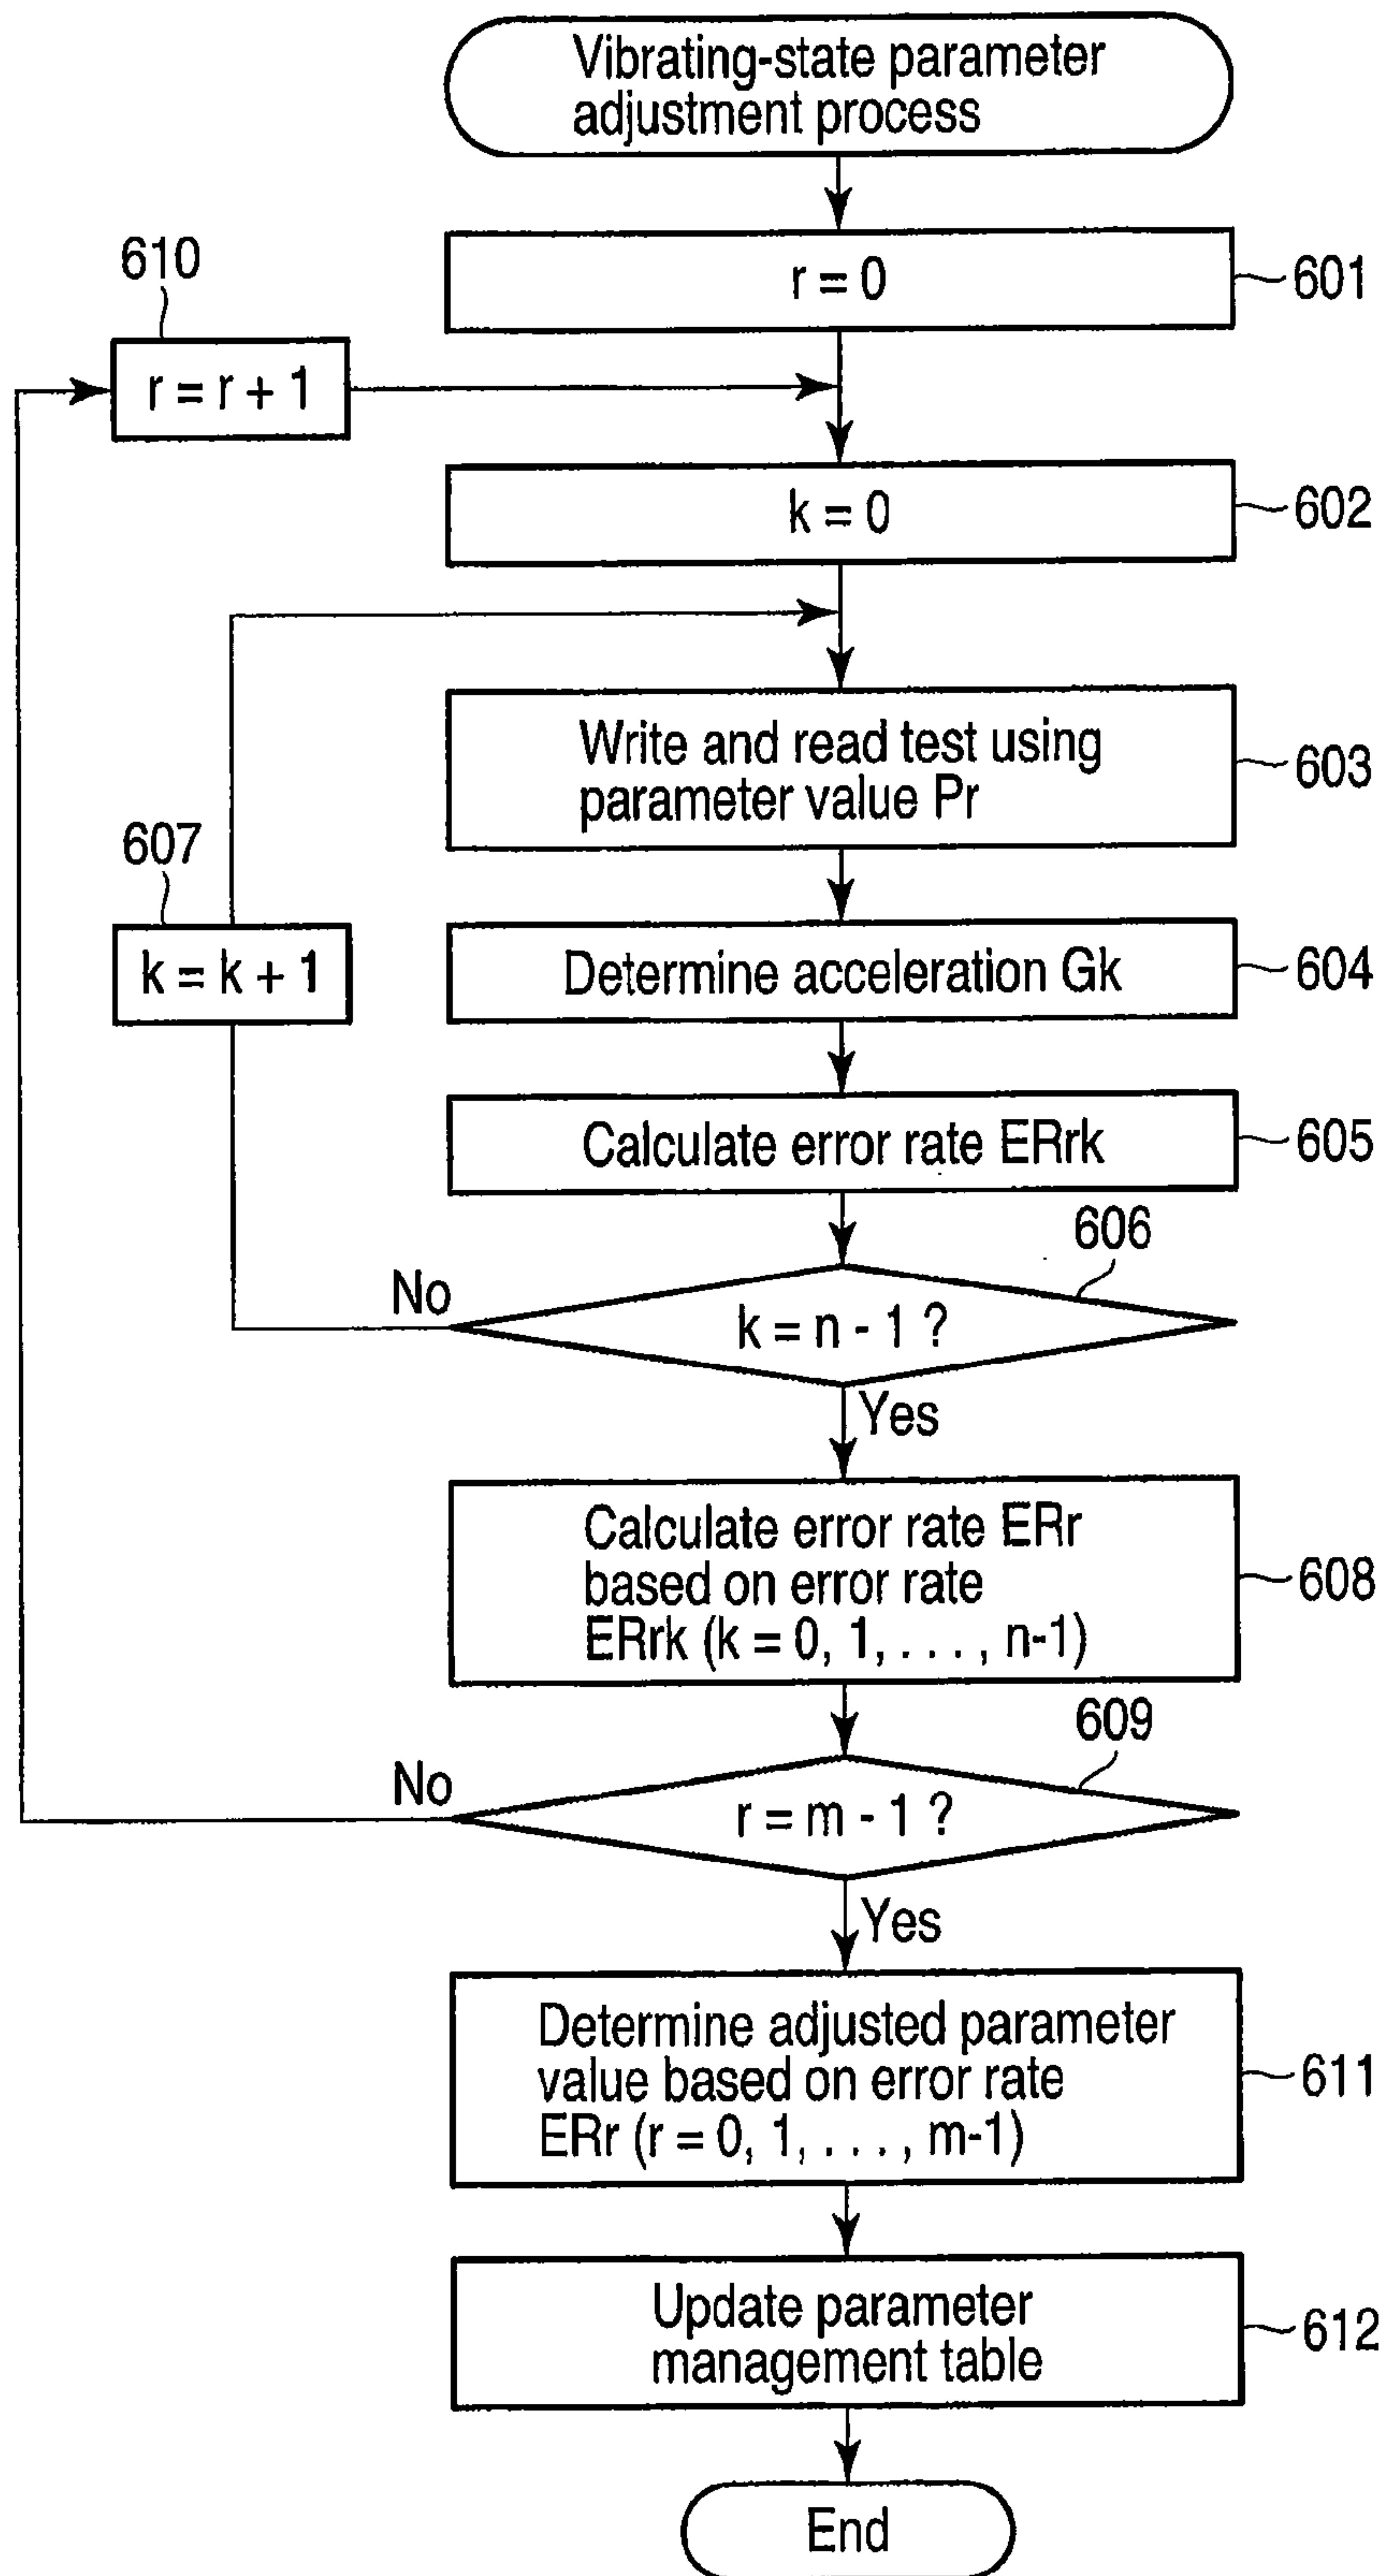 Vibrating-state parameter
adjustment process
r = 0
601
610
r = r + 1
k = 0
602
Write and read test using
parameter value Pr
603
607
k = k + 1
Determine acceleration Gk
604
Calculate error rate ERrk
605
606
No
k = n - 1 ?
Yes
Calculate error rate ERr
based on error rate
ERrk (k = 0, 1, . . . , n-1)
608
609
No
r = m - 1 ?
Yes
Determine adjusted parameter
value based on error rate
ERr (r = 0, 1, . . . , m-1)
611
Update parameter
management table
612
End